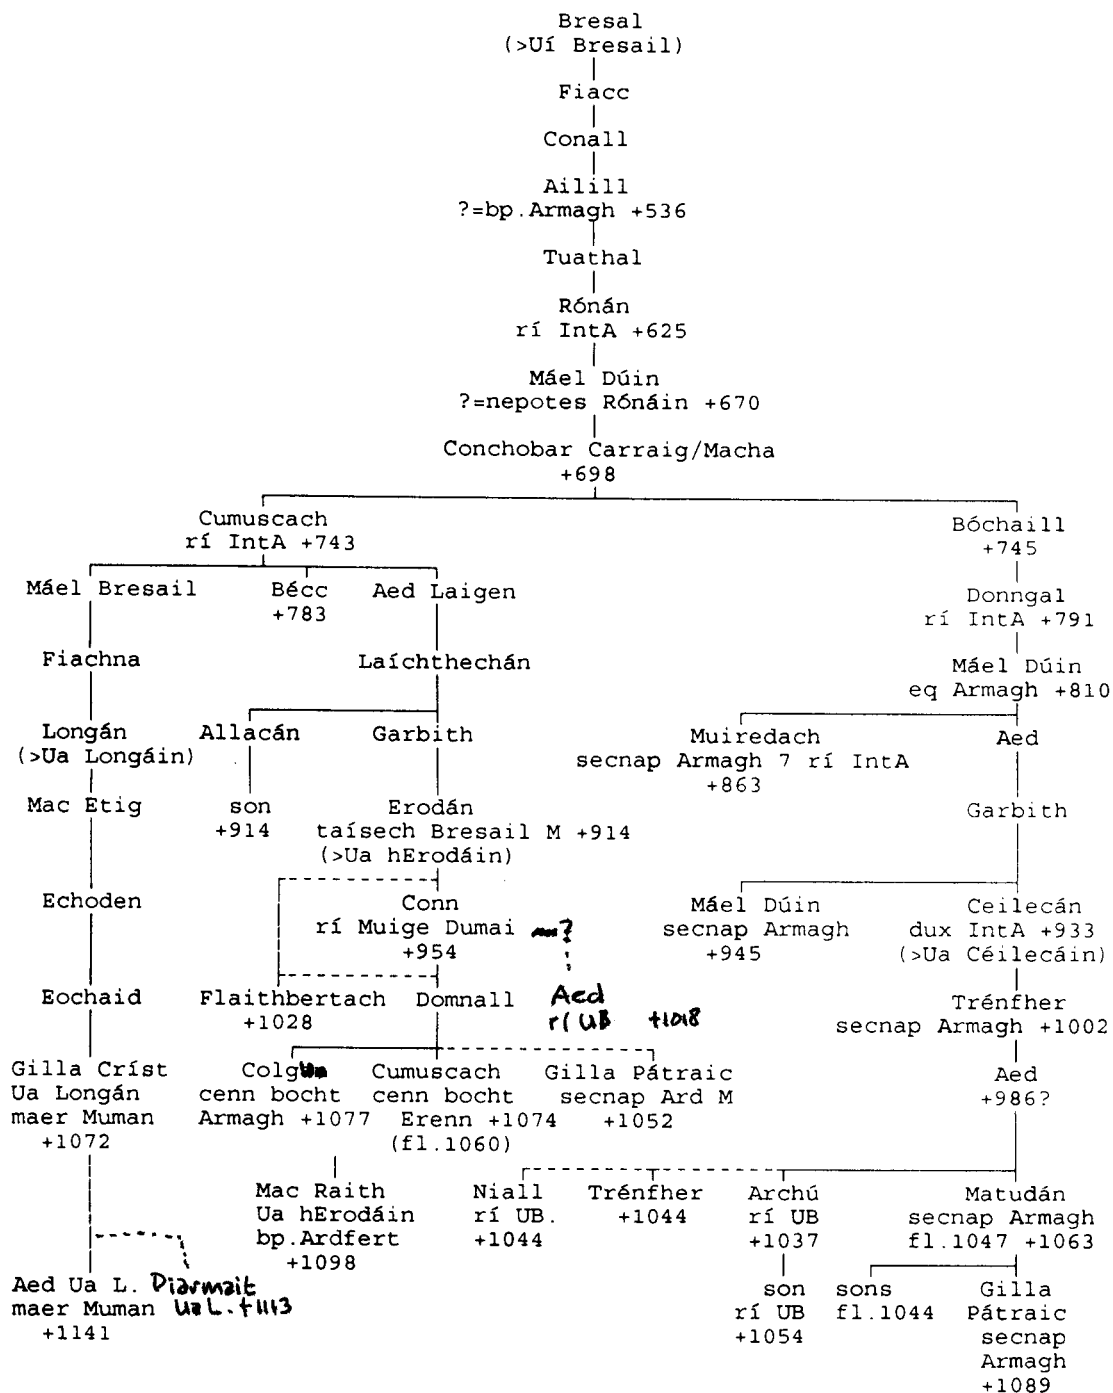 Bresal
(>Uí Bresail)
Fiacc
Conall
Ailill
?=bp.Armagh +536
Tuathal
Rónán
rí IntA +625
Máel Dúin
?=nepotes Rónáin +670
Conchobar Carraig/Macha
+698
Cumuscach
rí IntA +743
Bóchaill
+745
Máel Bresail
Bécc
+783
Aed Laigen
Donngal
rí IntA +791
Fiachna
Laíchthechán
Máel Dúin
eq Armagh +810
Longán
(>Ua Longáin)
Allacán
Garbith
Muiredach
secnap Armagh 7 rí IntA
+863
Aed
Mac Etig
son
+914
Erodán
taísech Bresail M +914
(>Ua hErodáin)
Garbith
Echoden
Conn
rí Muige Dumai
+954
?
Máel Dúin
secnap Armagh
+945
Ceilecán
dux IntA +933
(>Ua Céilecáin)
Eochaid
Flaithbertach
+1028
Domnall
Aed
rí UB +1018
Trénfher
secnap Armagh +1002
Gilla Críst
Ua Longán
maer Muman
+1072
Colg
cenn bocht
Armagh +1077
Cumuscach
cenn bocht
Erenn +1074
(fl.1060)
Gilla Pátraic
secnap Ard M
+1052
Aed
+986?
Mac Raith
Ua hErodáin
bp.Ardfert
+1098
Niall
rí UB.
+1044
Trénfher
+1044
Archú
rí UB
+1037
Matudán
secnap Armagh
fl.1047 +1063
Aed Ua L.
maer Muman
+1141
Diarmait
Ua L. +1113
son
rí UB
+1054
sons
fl.1044
Gilla
Pátraic
secnap
Armagh
+1089